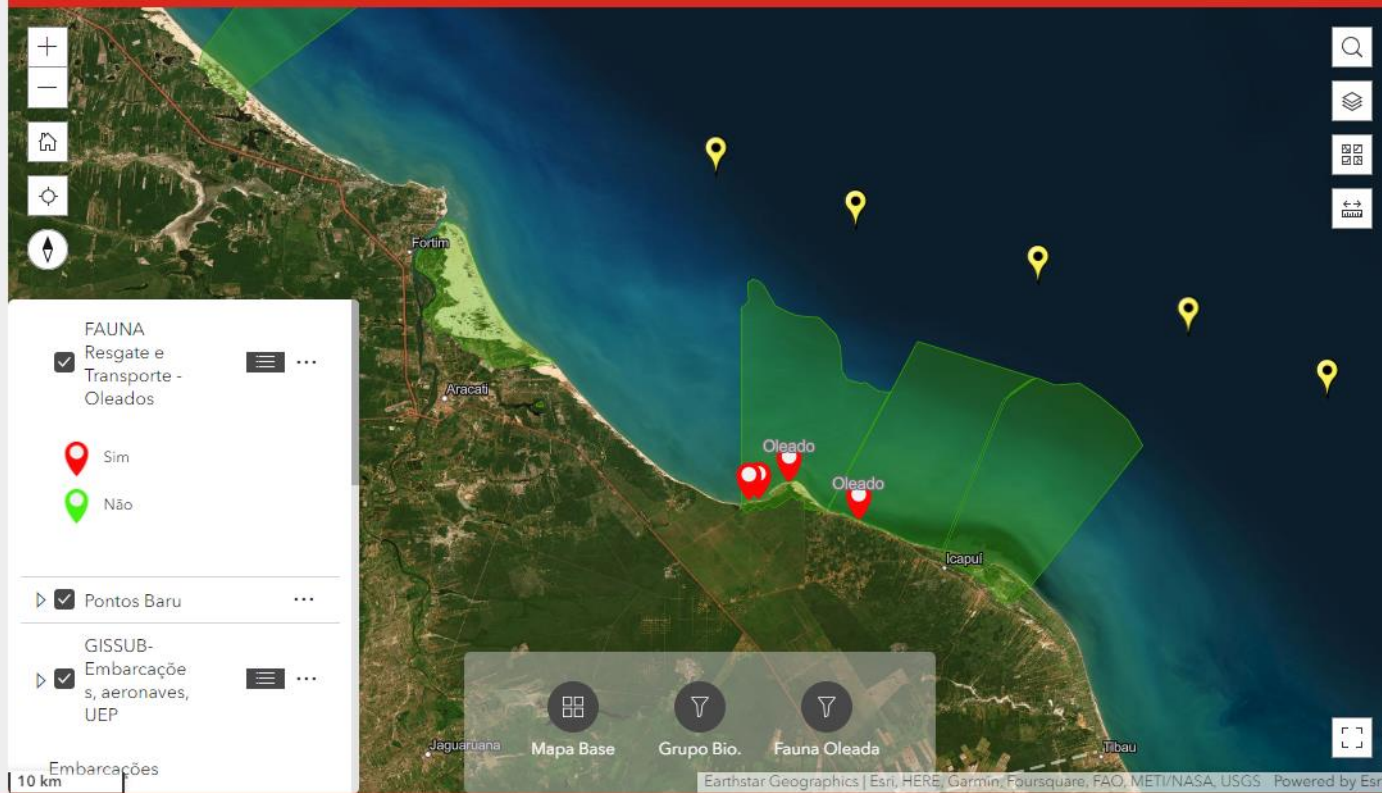 Fortim
FAUNA
Resgate e
Transporte -
Oleados
Sim
Não
Aracati
Oleado
Oleado
Icapuí
Pontos Baru
GISSUB-
Embarcaçõe
s, aeronaves,
UEP
Embarcações
10 km
Jaguaruana
Mapa Base
Grupo Bio.
Fauna Oleada
Tibau
Earthstar Geographics | Esri, HERE, Garmin, Foursquare, FAO, METI/NASA, USGS
Powered by Esr